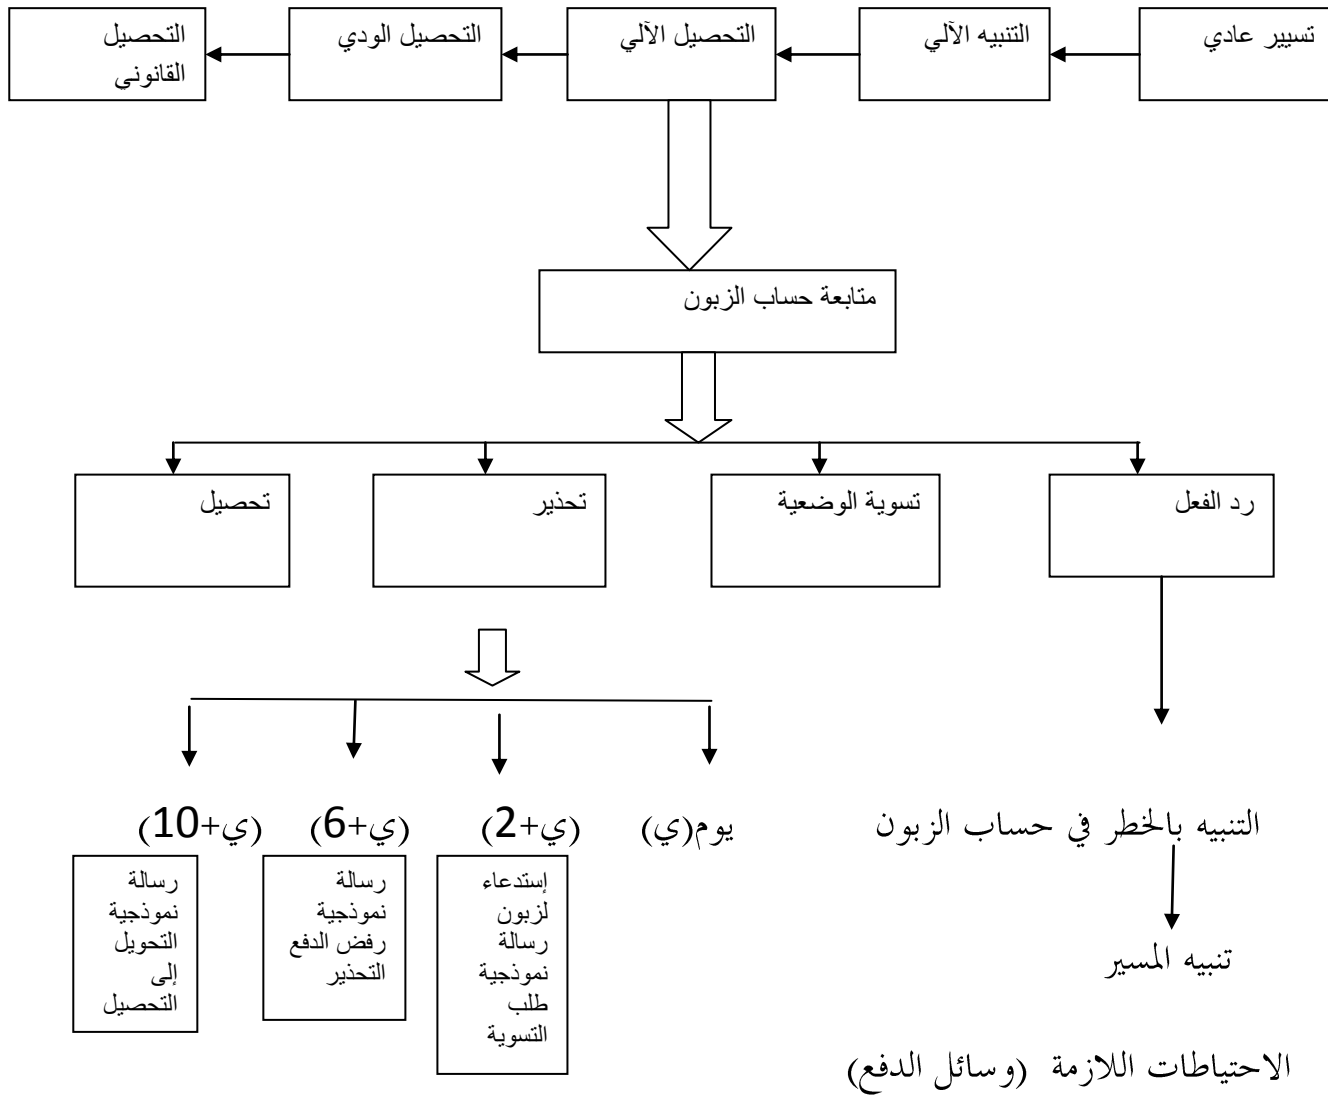 تسيير عادي
التنبيه الآلي
التحصيل الآلي
التحصيل الودي
التحصيل
القانوني
متابعة حساب الزبون
رد الفعل
تسوية الوضعية
تحذير
تحصيل
التنبيه بالخطر في حساب الزبون
يوم(ي)
(ي+2)
(ي+6)
(ي+10)
إستدعاء
لزبون
رسالة
نموذجية
طلب
التسوية
رسالة
نموذجية
رفض الدفع
التحذير
رسالة
نموذجية
التحويل
إلى
التحصيل
تنبيه المسير
الاحتياطات اللازمة (وسائل الدفع)